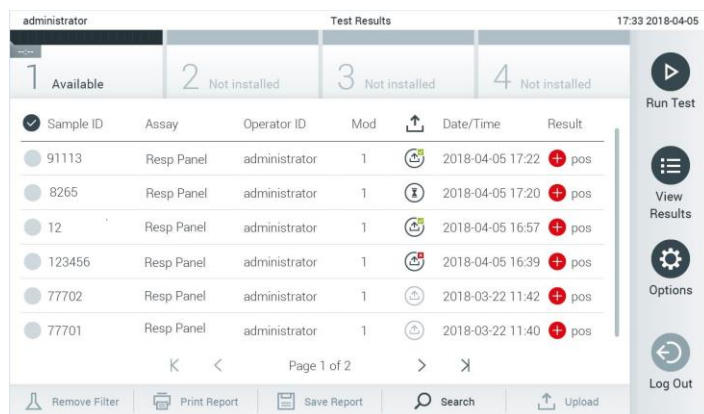 administrator Test Results 17:33 2018-04-05
--:--
1 Available 2 Not installed 3 Not installed 4 Not installed
Run Test
Sample ID Assay Operator ID Mod Date/Time Result
91113 Resp Panel administrator 1 2018-04-05 17:22 pos
8265 Resp Panel administrator 1 2018-04-05 17:20 pos
View
Results
12 Resp Panel administrator 1 2018-04-05 16:57 pos
123456 Resp Panel administrator 1 2018-04-05 16:39 pos
Options
77702 Resp Panel administrator 1 2018-03-22 11:42 pos
77701 Resp Panel administrator 1 2018-03-22 11:40 pos
Page 1 of 2
Log Out
Remove Filter Print Report Save Report Search Upload